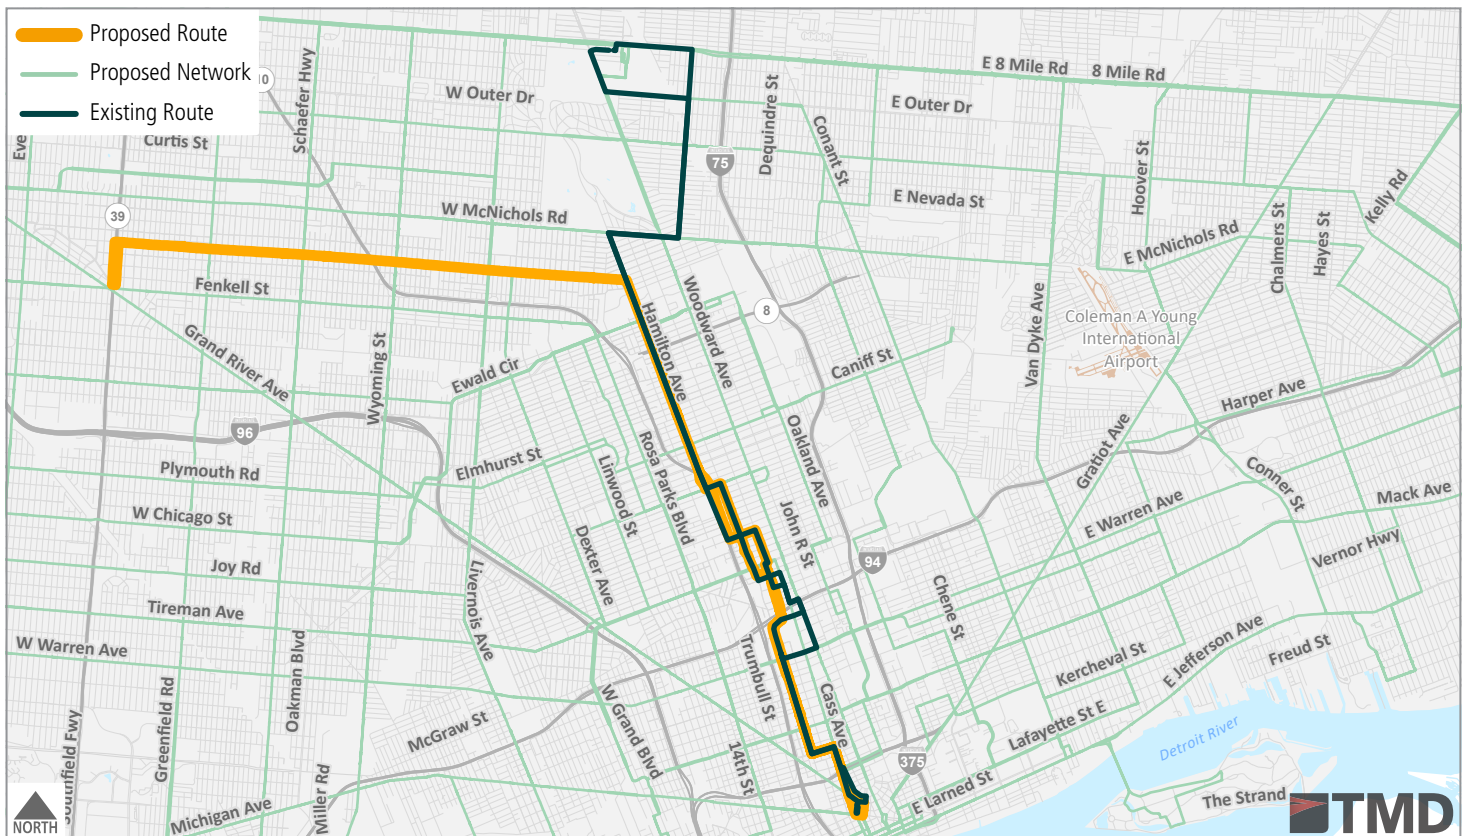 Proposed Route
Proposed Network
Existing Route
Schaefer Hwy
W Outer Dr
Curtis St
Eve
39
W McNichols Rd
75
Dequindre St
Conant St
E 8 Mile Rd
8 Mile Rd
E Outer Dr
E Nevada St
Hoover St
E McNichols Rd
Chalmers St
Hayes St
Kelly Rd
Fenkell St
Grand River Ave
Wyoming St
Ewald Cir
Hamilton Ave
Woodward Ave
8
Caniff St
Van Dyke Ave
Coleman A Young
International
Airport
Harper Ave
96
Plymouth Rd
Elmhurst St
Linwood St
Rosa Parks Blvd
Oakland Ave
Gratiot Ave
Conner St
Mack Ave
W Chicago St
Dexter Ave
John R St
E Warren Ave
Vernor Hwy
94
Joy Rd
Livernois Ave
Chene St
Tireman Ave
W Warren Ave
Oakman Blvd
Greenfield Rd
Trumbull St
Cass Ave
Kercheval St
E Jefferson Ave
Freud St
McGraw St
W Grand Blvd
14th St
375
Lafayette St E
Detroit River
E Larned St
The Strand
Michigan Ave
Miller Rd
outhfield Fwy
NORTH
TMD